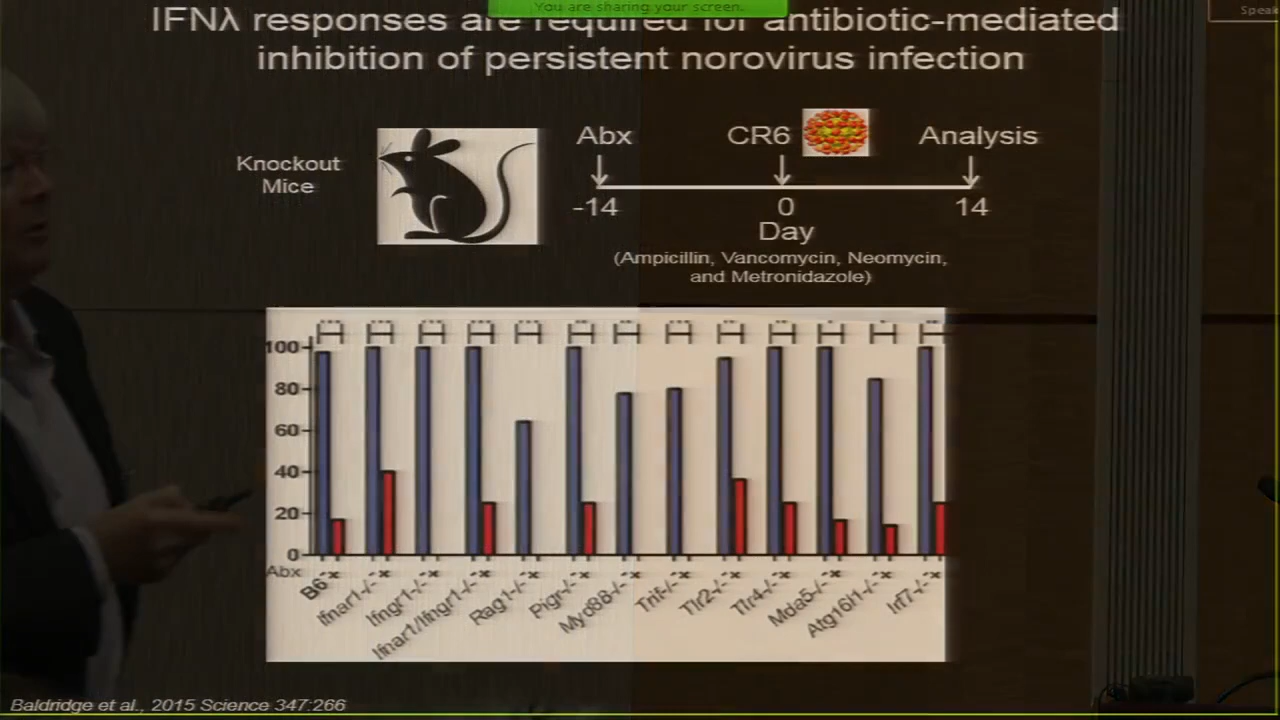 You are sharing your screen.
Speak
IFNλ responses are required for antibiotic-mediated
inhibition of persistent norovirus infection
Knockout
Mice
Abx
CR6
Analysis
-14
0
14
Day
(Ampicillin, Vancomycin, Neomycin,
and Metronidazole)
100
80
60
40
20
0
Abx
B6
Ifnar1-/-
Ifngr1-/-
Ifnar1/Ifngr1-/-
Rag1-/-
Pigr-/-
Myd88-/-
Trif-/-
Tlr2-/-
Tlr4-/-
Mda5-/-
Atg16l1-/-
Irf7-/-
Baldridge et al., 2015 Science 347:266